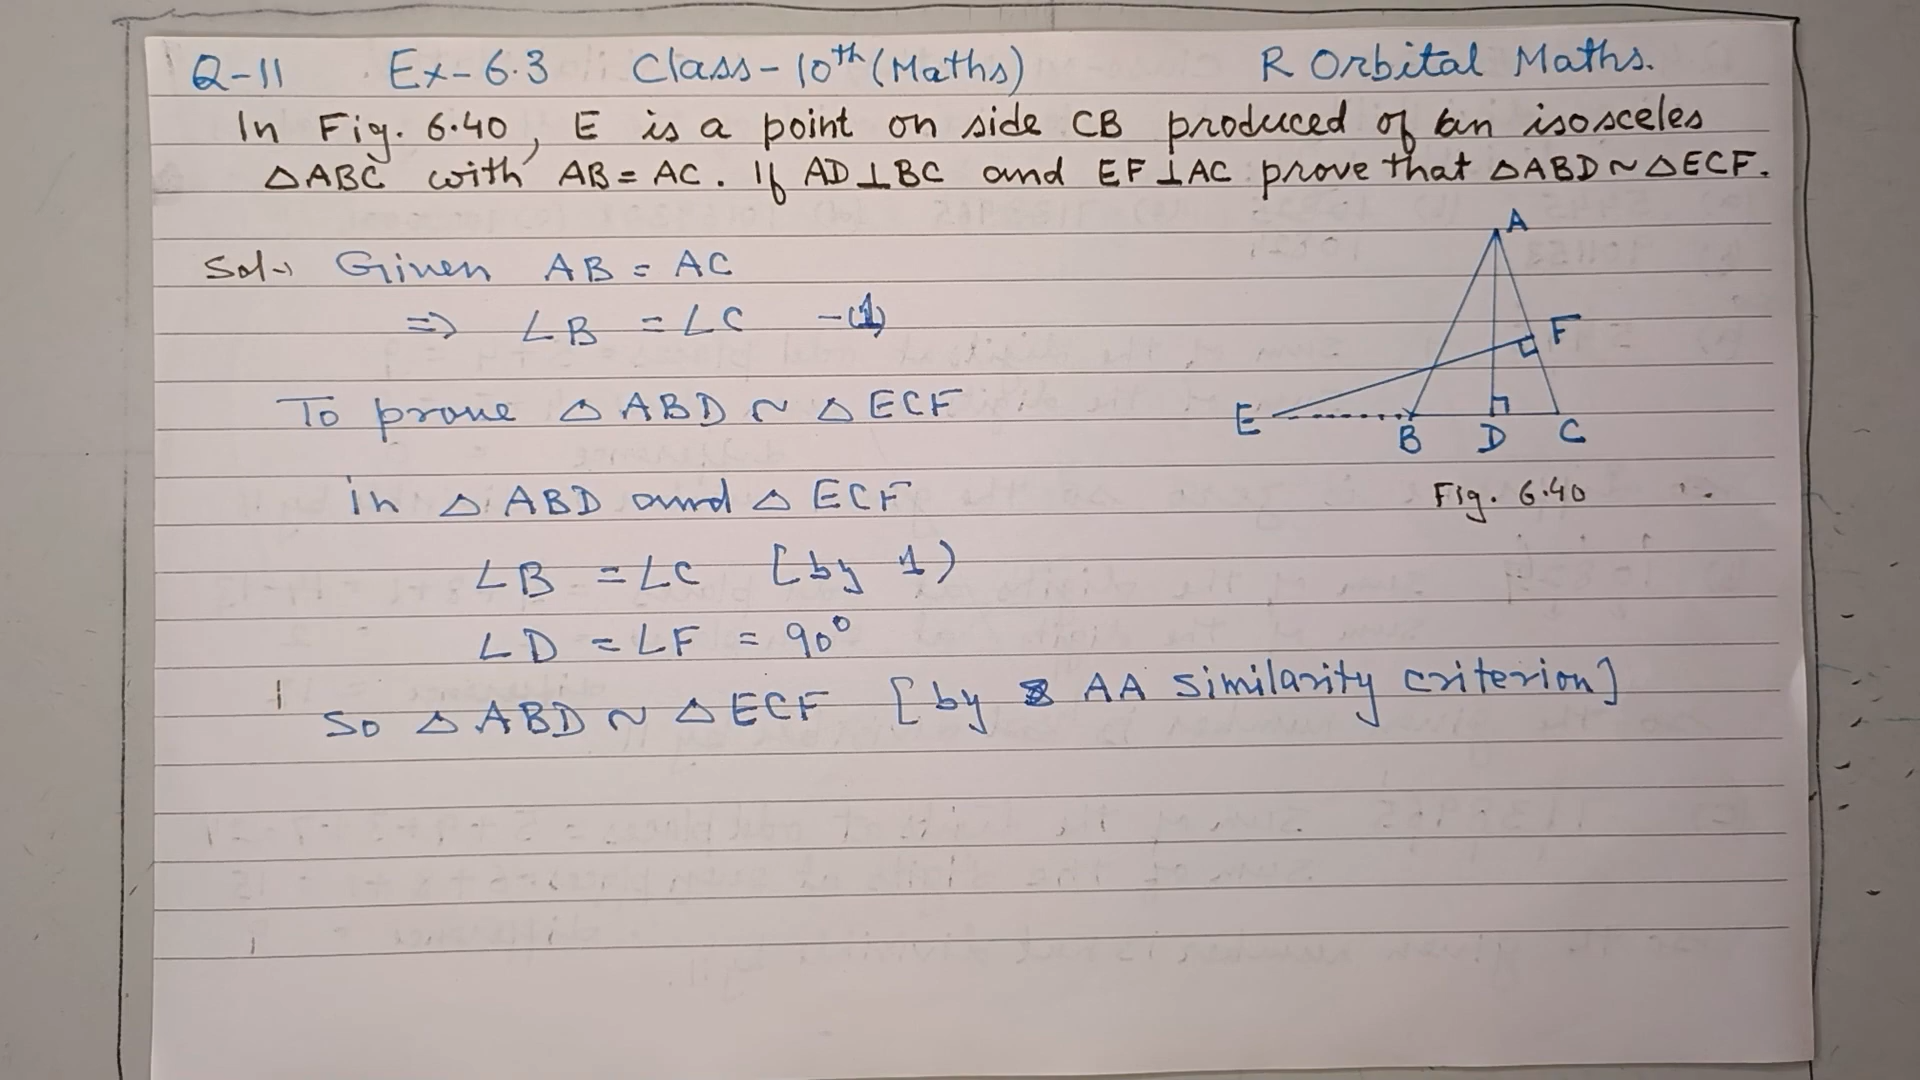 Q-11 Ex-6.3 Class-10th (Maths) R Orbital Maths.
In Fig. 6.40, E is a point on side CB produced of an isosceles
△ABC with AB = AC. If AD⊥BC and EF⊥AC prove that △ABD ~ △ECF.
Sol. Given AB = AC
=> ∠B = ∠C -(1)
To prove △ABD ~ △ECF
in △ABD and △ECF
∠B = ∠C [by 1)
∠D = ∠F = 90°
So △ABD ~ △ECF [by AA similarity criterion]
A
F
E
B D C
Fig. 6.40